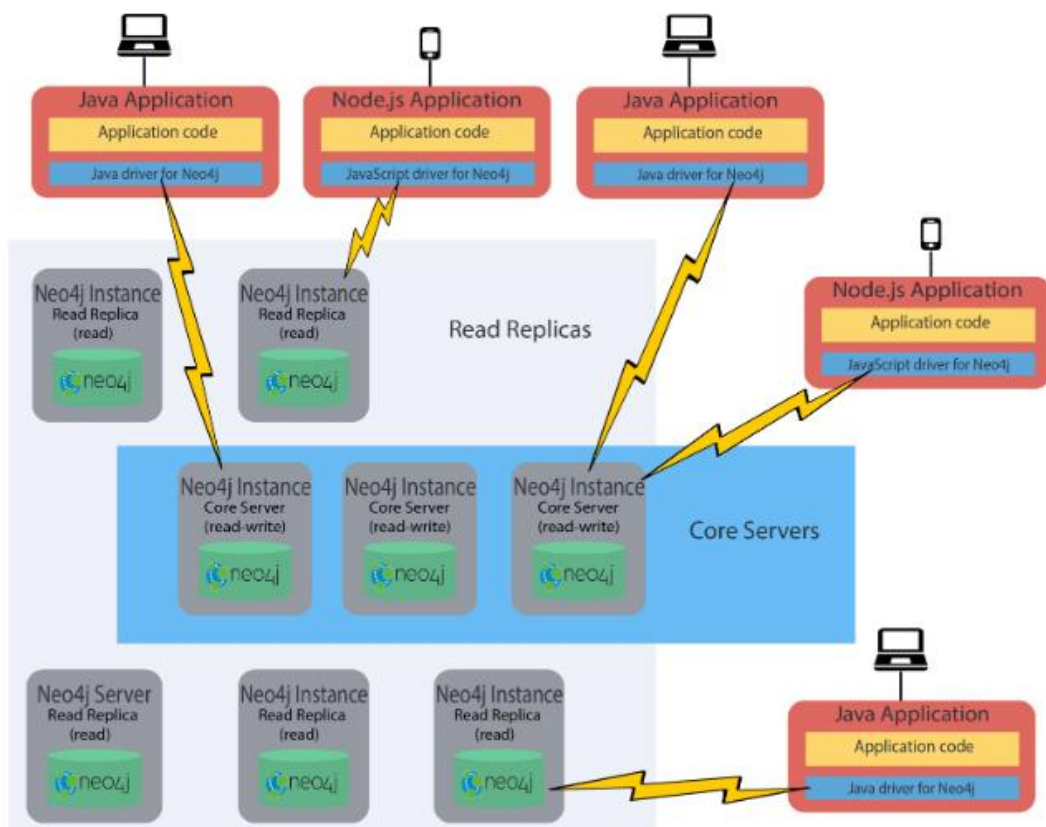 Java Application
Application code
Java driver for Neo4j
Node.js Application
Application code
JavaScript driver for Neo4j
Java Application
Application code
Java driver for Neo4j
Node.js Application
Application code
JavaScript driver for Neo4j
Neo4j Instance
Read Replica
(read)
neo4j
Neo4j Instance
Read Replica
(read)
neo4j
Read Replicas
Neo4j Instance
Core Server
(read-write)
neo4j
Neo4j Instance
Core Server
(read-write)
neo4j
Neo4j Instance
Core Server
(read-write)
neo4j
Core Servers
Neo4j Server
Read Replica
(read)
neo4j
Neo4j Instance
Read Replica
(read)
neo4j
Neo4j Instance
Read Replica
(read)
neo4j
Java Application
Application code
Java driver for Neo4j